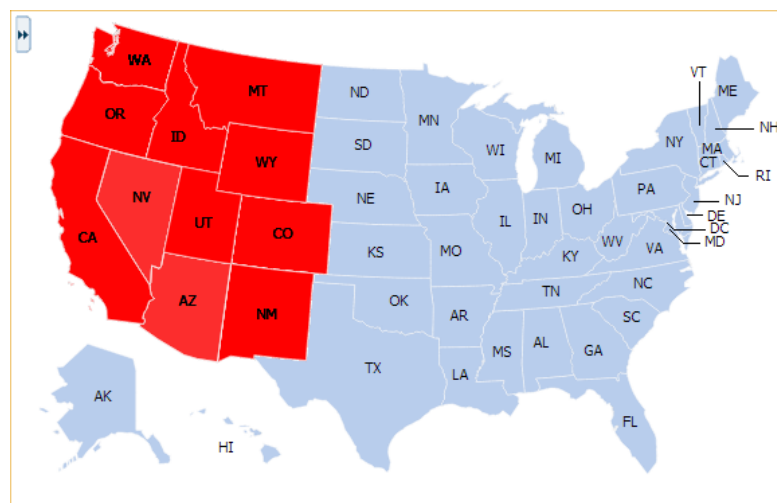 WA
VT
ME
MT
ND
OR
MN
NH
ID
SD
WI
NY
MA
MI
CT
RI
WY
NV
NE
IA
PA
NJ
CA
UT
CO
IL
IN
OH
DE
DC
MD
KS
MO
WV
VA
KY
AZ
NM
OK
AR
TN
NC
SC
TX
MS
AL
GA
LA
AK
FL
HI